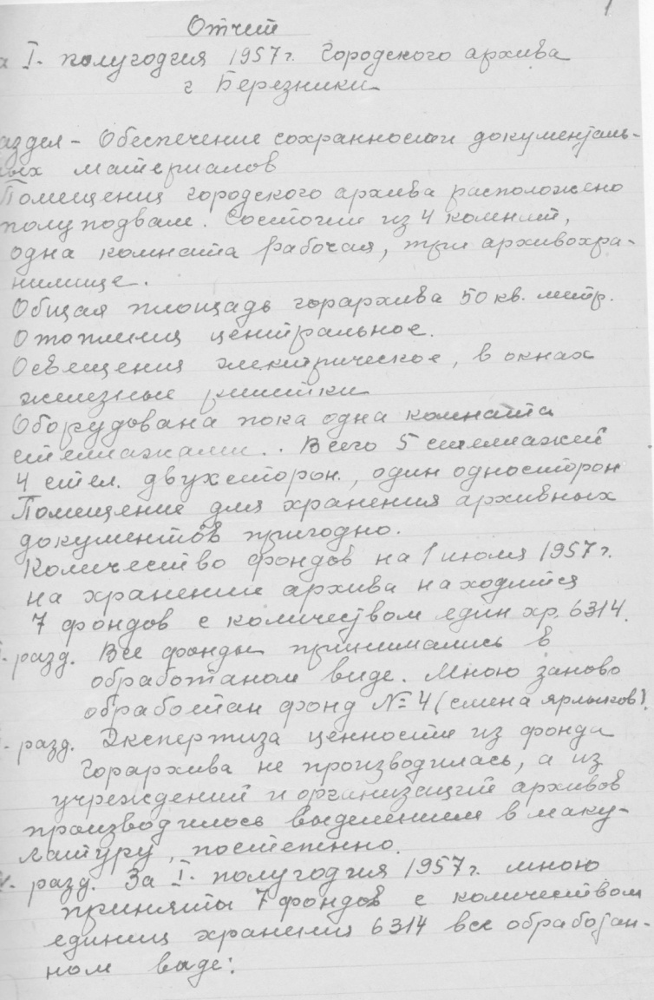 1
Отчет
а I. полугодгия 1957 г. Городского архива
г Березники
аздел - Обеспечение сохранности документаль-
ных материалов
Помещения городского архива расположено
полуподвале. Состоит из 4 комнат,
одна комната рабочая, три архивохра-
нилище.
Общая площадь горархива 50 кв. метр.
Отоплениц центральное.
Освещения электрическое, в окнах
железные решетки
Оборудована пока одна комната
стеллажами. . Всего 5 стеллажей
4 стел. двухсторон., один односторон
Помещение для хранения архивных
документов пригодно.
Количество фондов на 1 июля 1957 г.
на хранение архива находится
7 фондов с количеством един хр. 6314.
разд. Все фонды принимались в
обработаном виде. Мною заново
обработан фонд № 4 (смена ярлыков).
разд. Экспертиза ценности из фонда
Горархива не производилась, а из
учреждений и организаций архивов
производилось выделением в маку-
латуру, постепенно.
разд. За I. полугодгия 1957 г. мною
приняты 7 фондов с количеством
единиц хранения 6314 все обработан-
ном виде: